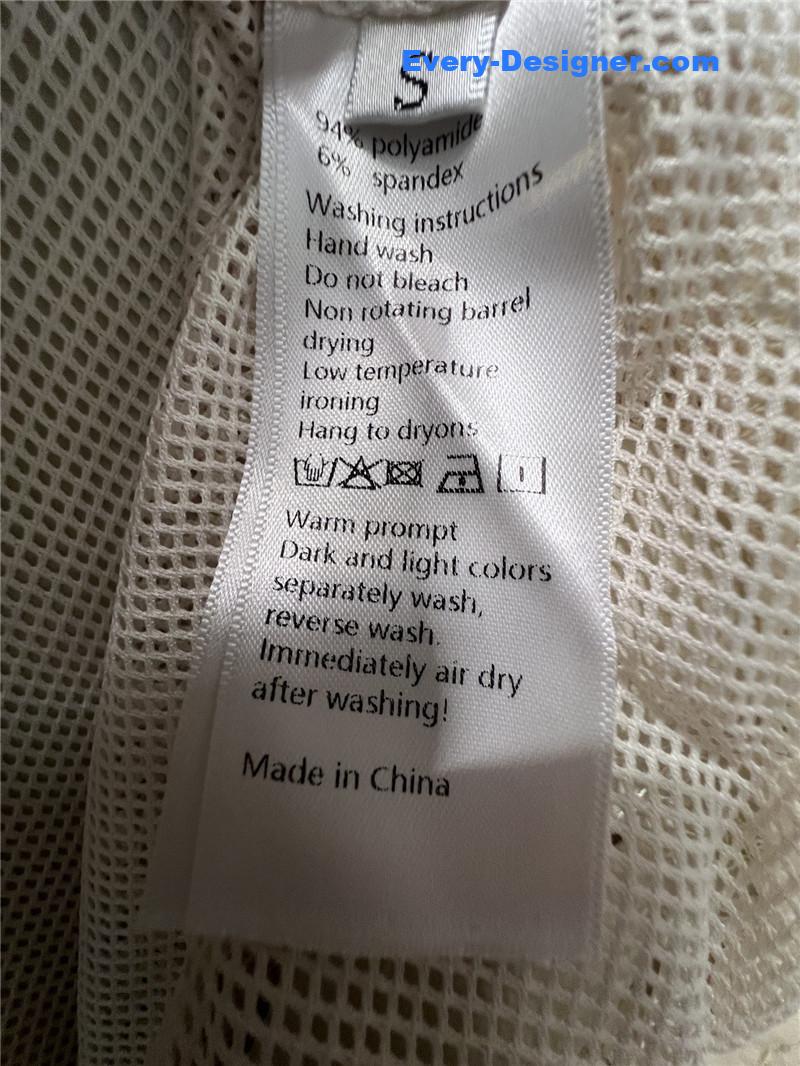 Every-Designer.com
S
94% polyamide
6% spandex
Washing instructions
Hand wash
Do not bleach
Non rotating barrel
drying
Low temperature
ironing
Hang to dryons
Warm prompt
Dark and light colors
separately wash,
reverse wash.
Immediately air dry
after washing!
Made in China